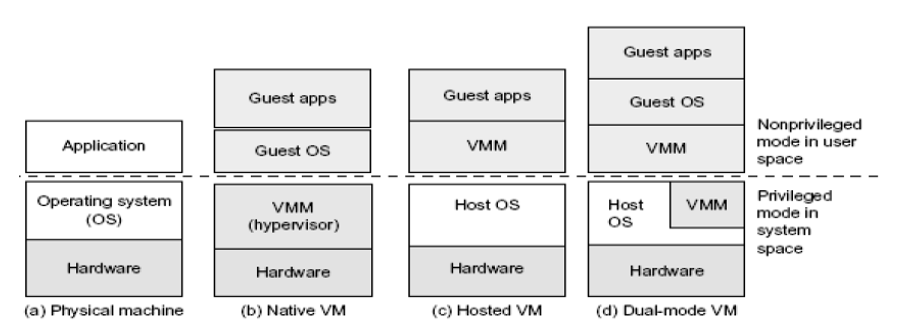 Application
Operating system
(OS)
Hardware
(a) Physical machine
Guest apps
Guest OS
VMM
(hypervisor)
Hardware
(b) Native VM
Guest apps
VMM
Host OS
Hardware
(c) Hosted VM
Guest apps
Guest OS
VMM
Host
OS
VMM
Hardware
(d) Dual-mode VM
Nonprivileged
mode in user
space
Privileged
mode in
system
space